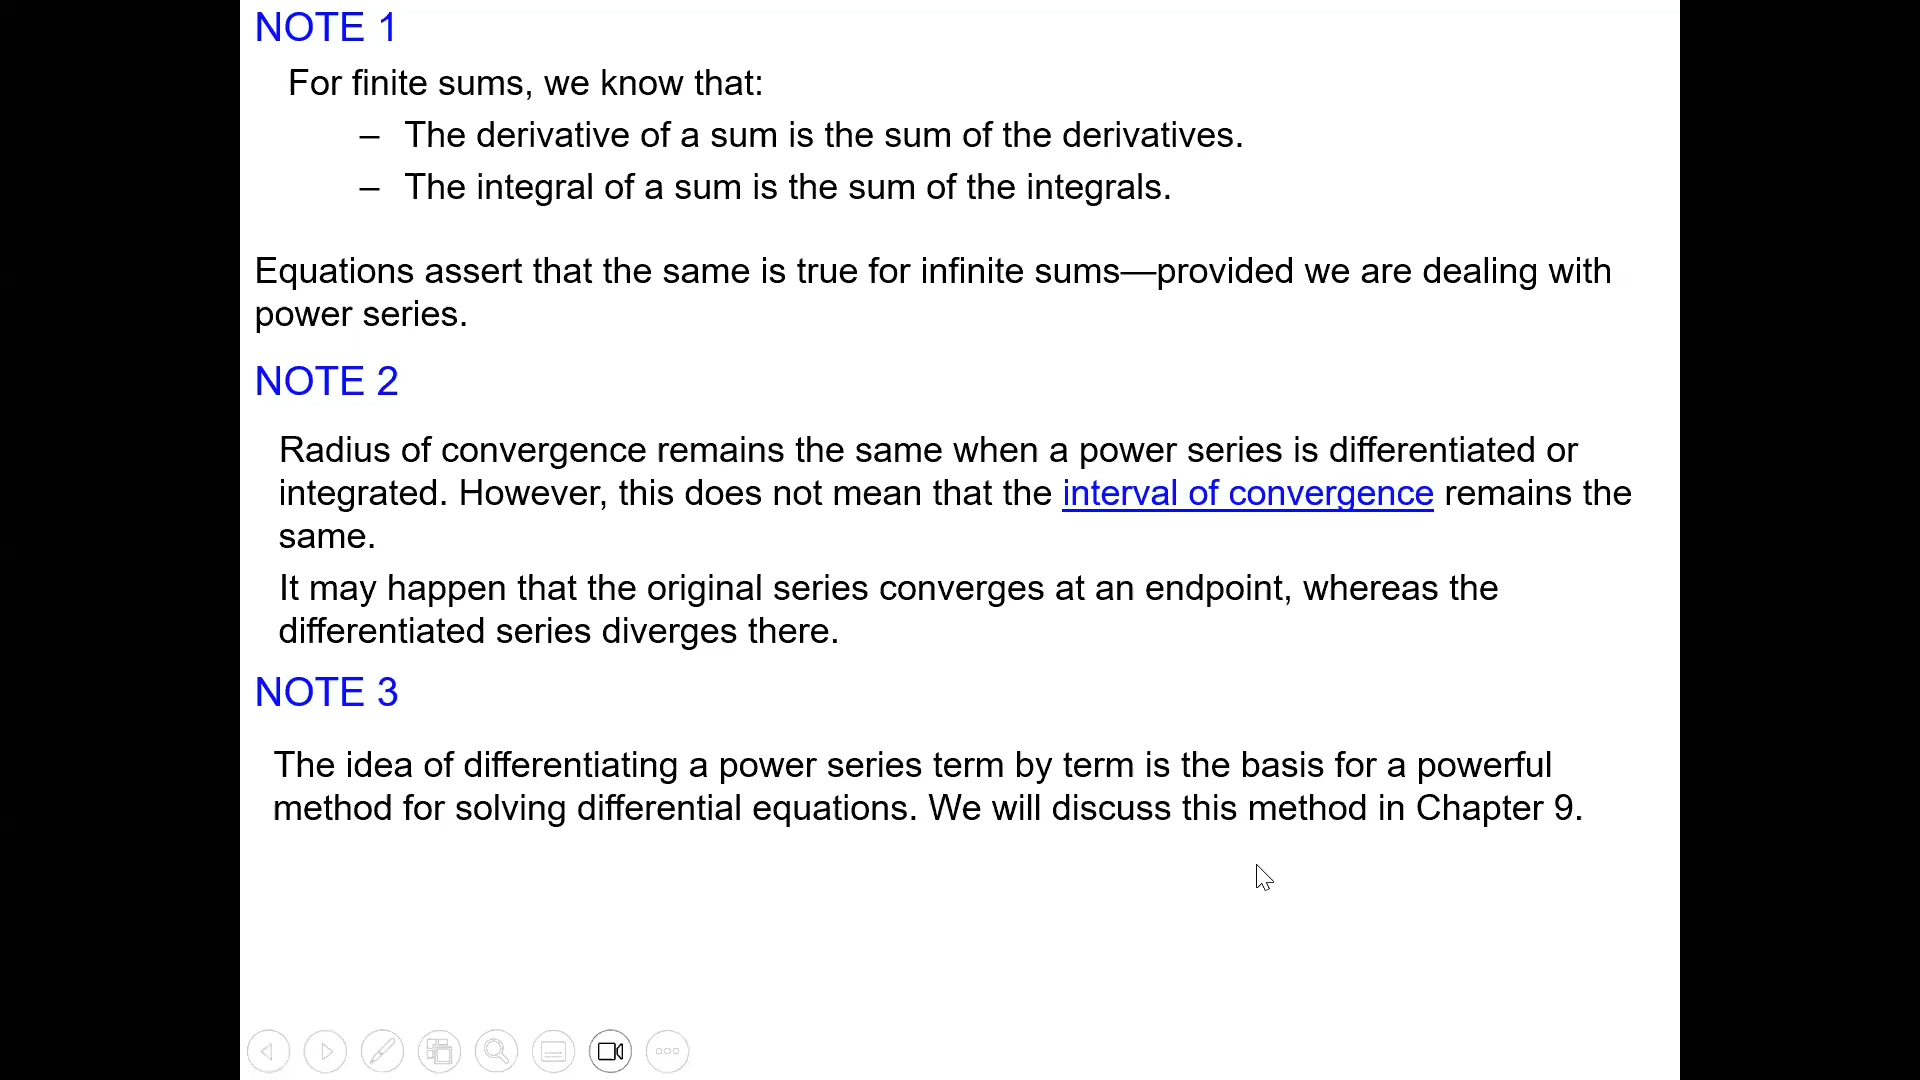 NOTE 1
For finite sums, we know that:
– The derivative of a sum is the sum of the derivatives.
– The integral of a sum is the sum of the integrals.
Equations assert that the same is true for infinite sums—provided we are dealing with
power series.
NOTE 2
Radius of convergence remains the same when a power series is differentiated or
integrated. However, this does not mean that the interval of convergence remains the
same.
It may happen that the original series converges at an endpoint, whereas the
differentiated series diverges there.
NOTE 3
The idea of differentiating a power series term by term is the basis for a powerful
method for solving differential equations. We will discuss this method in Chapter 9.